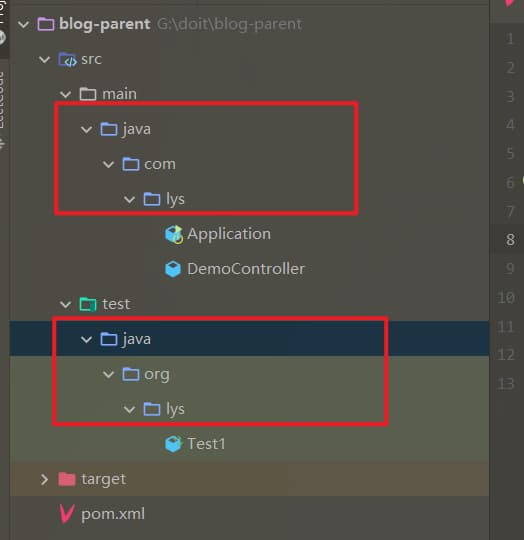 blog-parent G:\doit\blog-parent
src
main
java
com
lys
Application
DemoController
test
java
org
lys
Test1
target
pom.xml
1
2
3
4
5
6
7
8
9
10
11
12
13